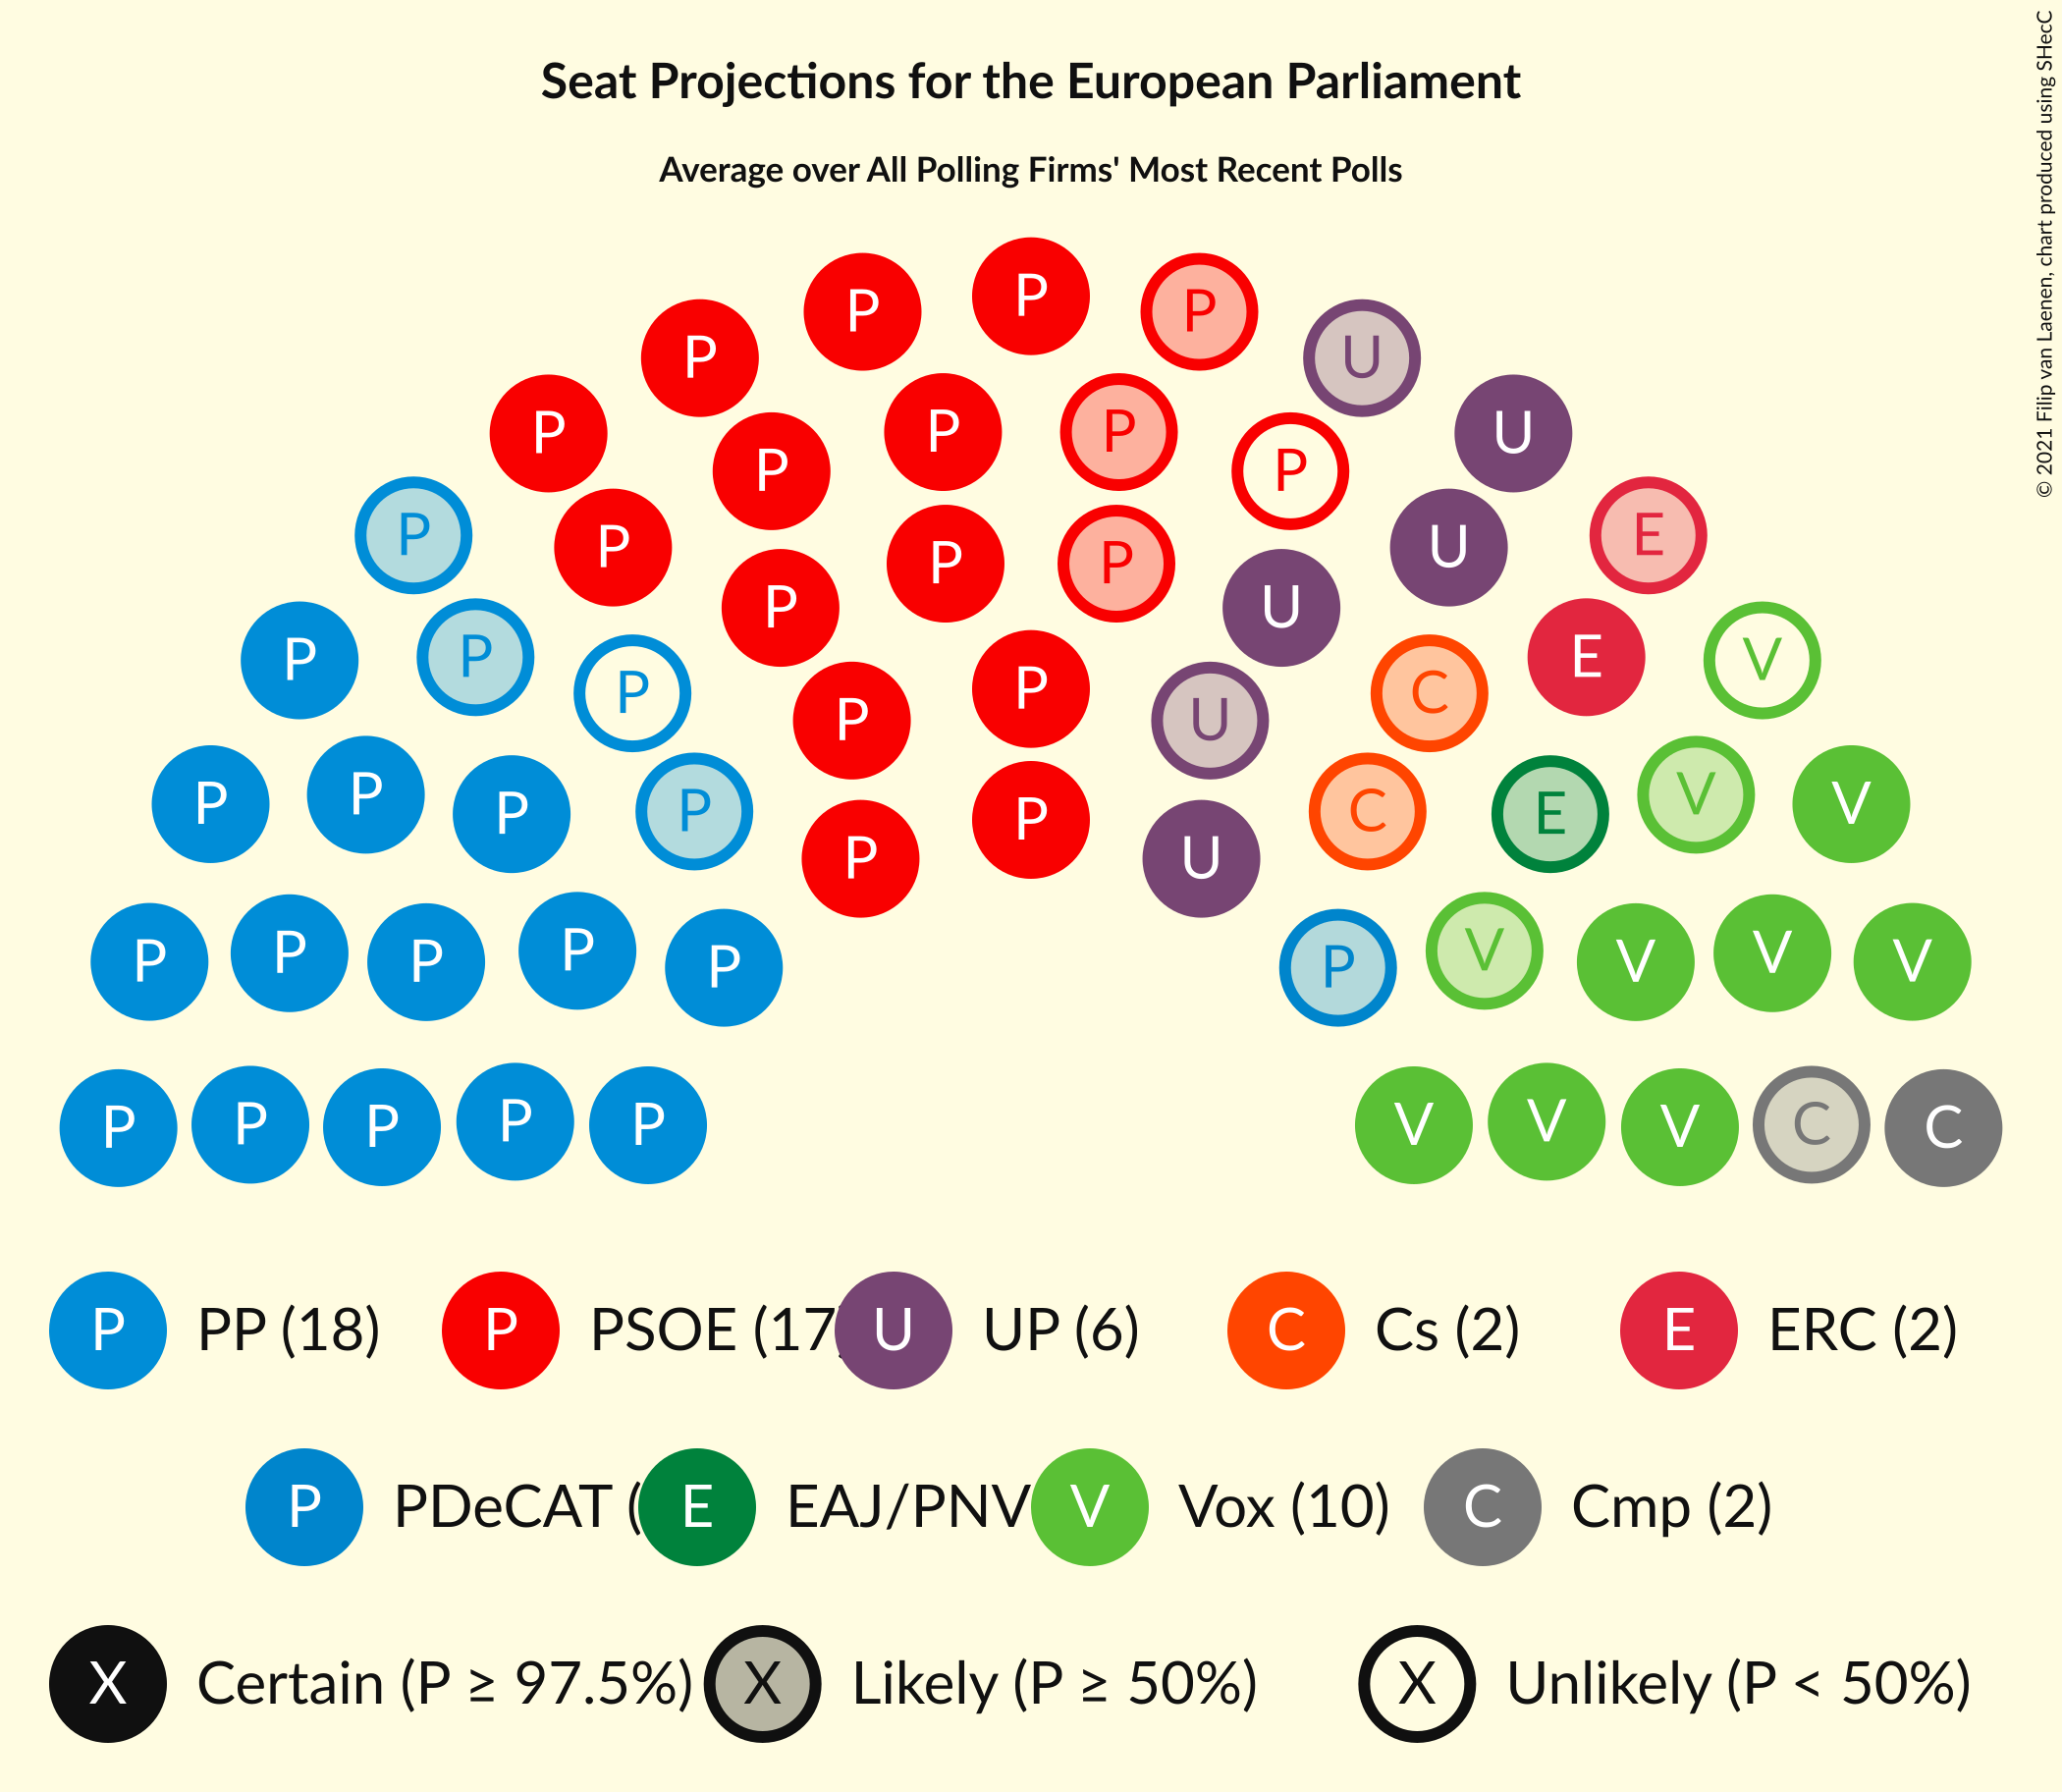 Seat Projections for the European Parliament
Average over All Polling Firms' Most Recent Polls
© 2021 Filip van Laenen, chart produced using SHecC
P
P P
P P
P U
P P
P U
P P
P U
P P
P P
U E
P U
P E
P P
V
P C
P U
P P
V
P E
P C
P V
P U
P P
P V
P V
P V
P P
V
P P P P P V V V C C
P PP (18) P PSOE (17 U UP (6) C Cs (2) E ERC (2)
P PDeCAT ( E EAJ/PNV V Vox (10) C Cmp (2)
X Certain (P ≥ 97.5%) X Likely (P ≥ 50%) X Unlikely (P < 50%)